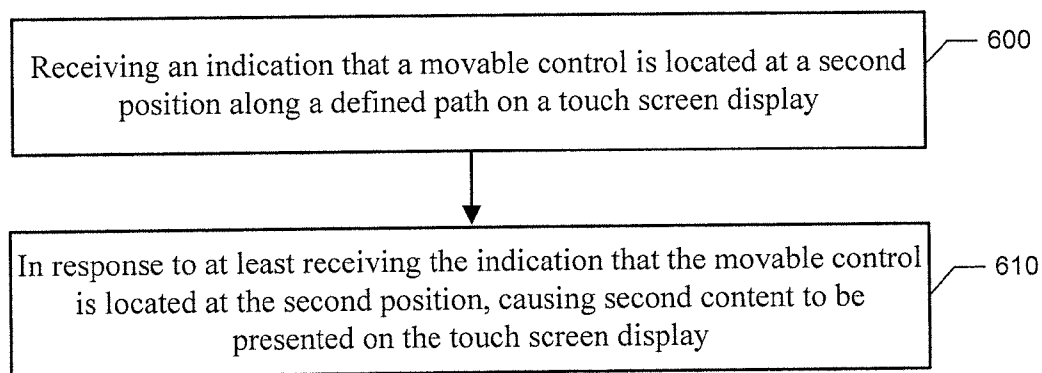 Receiving an indication that a movable control is located at a second
position along a defined path on a touch screen display
600
In response to at least receiving the indication that the movable control
is located at the second position, causing second content to be
presented on the touch screen display
610